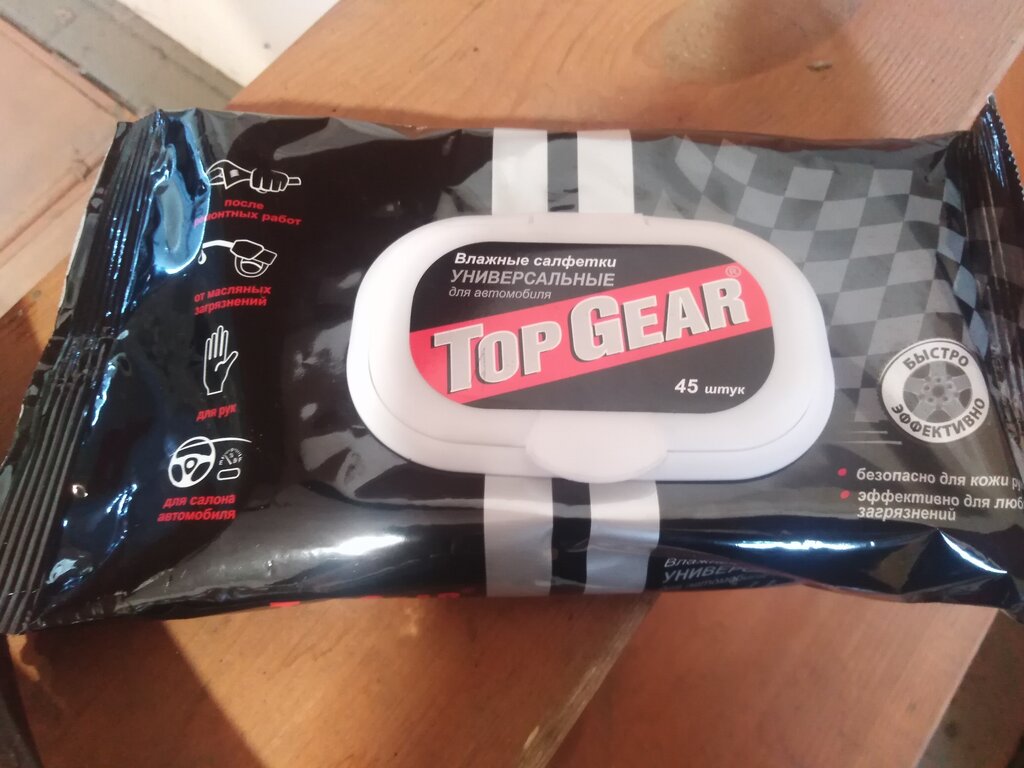 после
ремонтных работ
от масляных
загрязнений
для рук
для салона
автомобиля
Влажные салфетки
УНИВЕРСАЛЬНЫЕ
для автомобиля
TOP GEAR®
45 штук
БЫСТРО
ЭФФЕКТИВНО
• безопасно для кожи
• эффективно для
загрязнений